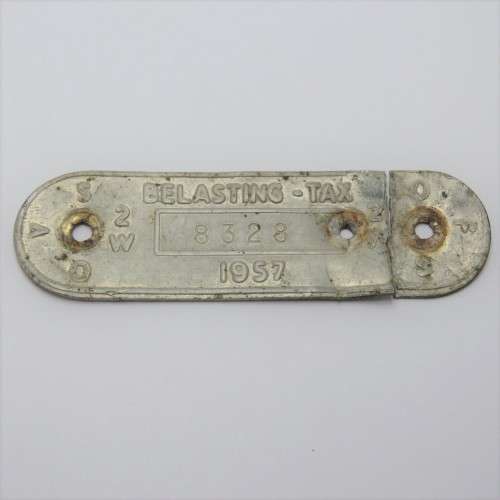 BELASTING - TAX
S A D
2 W
8328
O F S
1957